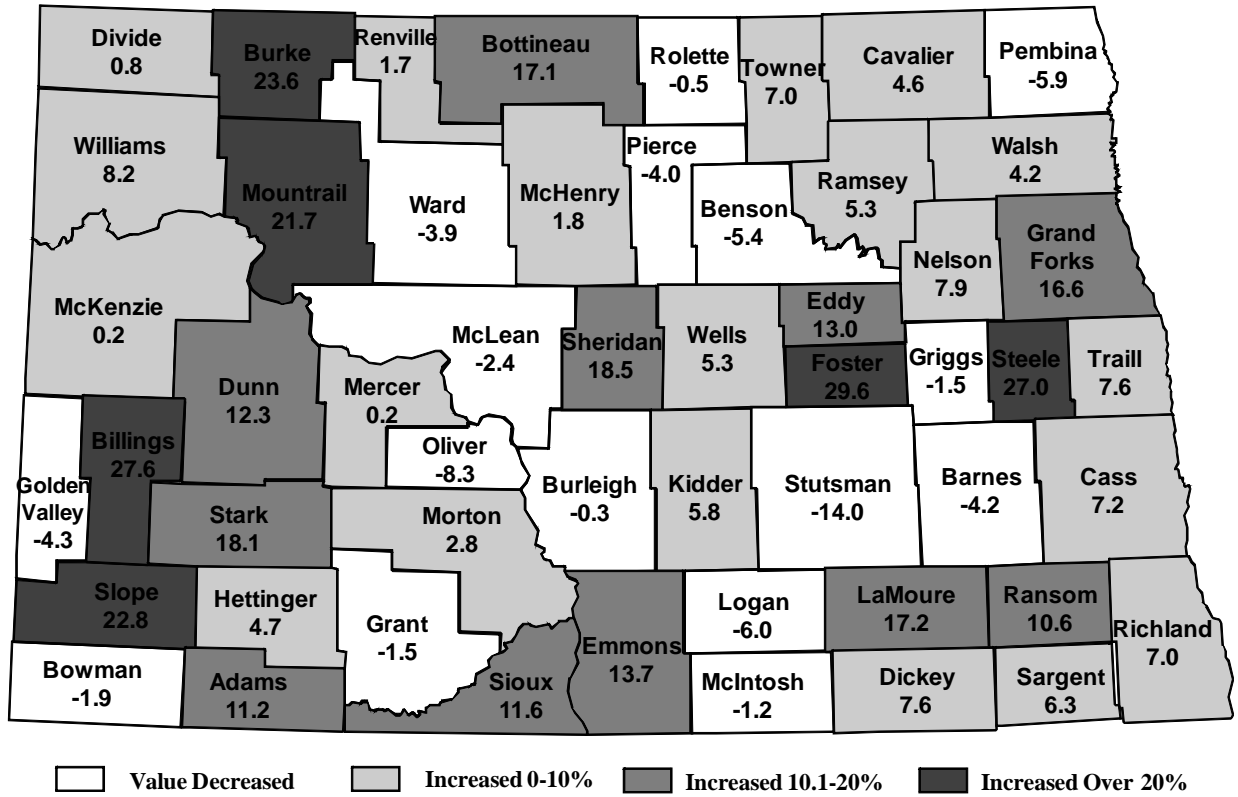 Divide
0.8
Burke
23.6
Renville
1.7
Bottineau
17.1
Rolette
-0.5
Towner
7.0
Cavalier
4.6
Pembina
-5.9
Williams
8.2
Mountrail
21.7
Ward
-3.9
McHenry
1.8
Pierce
-4.0
Benson
-5.4
Ramsey
5.3
Walsh
4.2
Nelson
7.9
Grand
Forks
16.6
McKenzie
0.2
Dunn
12.3
Mercer
0.2
McLean
-2.4
Sheridan
18.5
Wells
5.3
Eddy
13.0
Foster
29.6
Griggs
-1.5
Steele
27.0
Traill
7.6
Golden
Valley
-4.3
Billings
27.6
Stark
18.1
Oliver
-8.3
Morton
2.8
Burleigh
-0.3
Kidder
5.8
Stutsman
-14.0
Barnes
-4.2
Cass
7.2
Slope
22.8
Hettinger
4.7
Grant
-1.5
Bowman
-1.9
Adams
11.2
Sioux
11.6
Emmons
13.7
Logan
-6.0
McIntosh
-1.2
LaMoure
17.2
Dickey
7.6
Ransom
10.6
Sargent
6.3
Richland
7.0
Value Decreased
Increased 0-10%
Increased 10.1-20%
Increased Over 20%